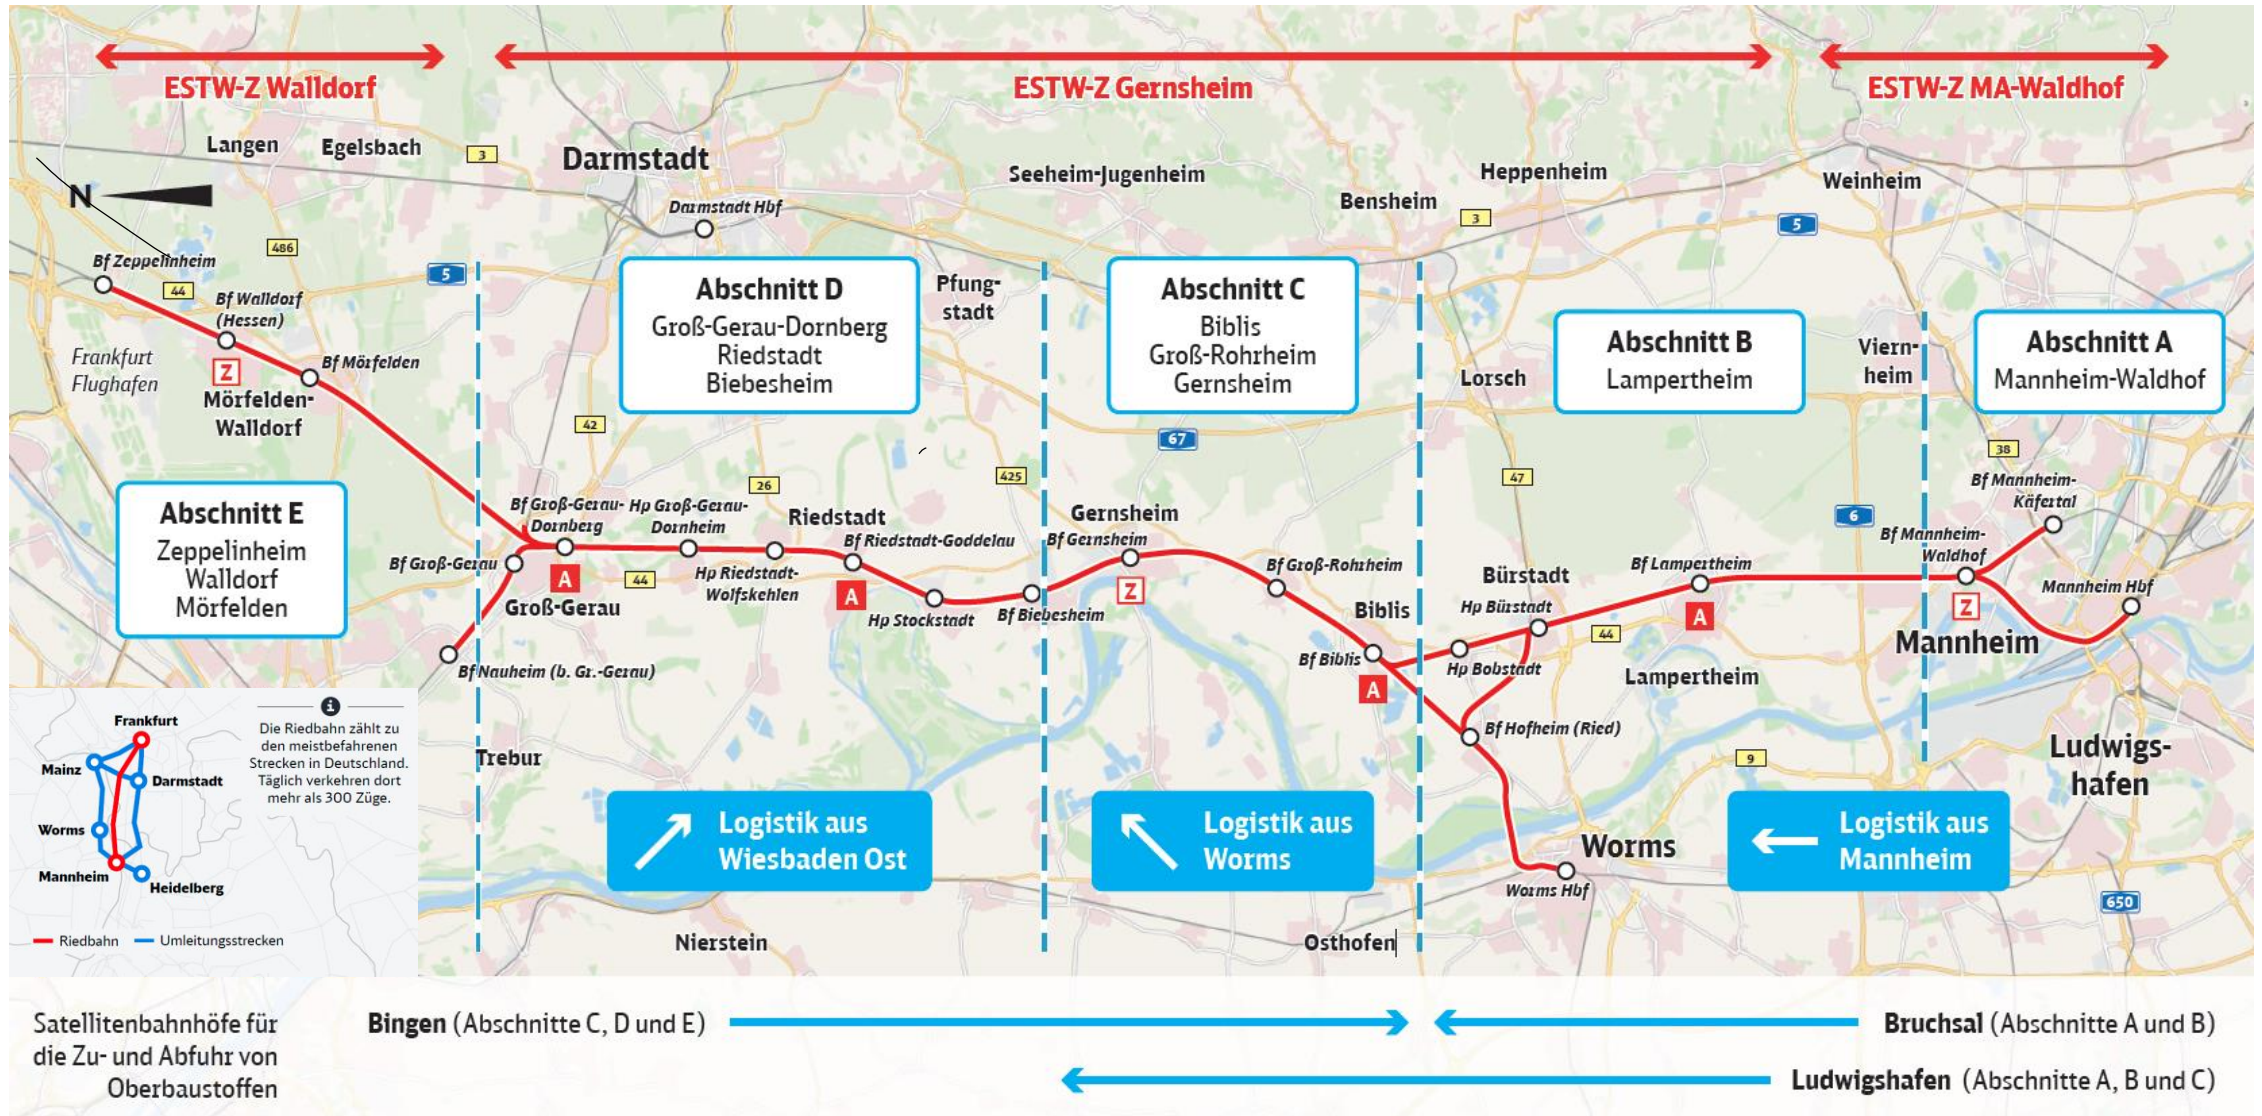 ESTW-Z Walldorf
ESTW-Z Gernsheim
ESTW-Z MA-Waldhof
Langen
Egelsbach
3
Darmstadt
Seeheim-Jugenheim
Bensheim
Heppenheim
3
Weinheim
5
N
Darmstadt Hbf
486
Bf Zeppelinheim
44
Bf Walldorf
(Hessen)
5
Frankfurt
Flughafen
Z
Bf Mörfelden
Mörfelden-
Walldorf
Abschnitt D
Groß-Gerau-Dornberg
Riedstadt
Biebesheim
Pfung-
stadt
Abschnitt C
Biblis
Groß-Rohrheim
Gernsheim
Lorsch
Abschnitt B
Lampertheim
Viern-
heim
Abschnitt A
Mannheim-Waldhof
42
67
38
26
425
47
6
Abschnitt E
Zeppelinheim
Walldorf
Mörfelden
Bf Groß-Gerau-
Dornberg
Hp Groß-Gerau-
Dornheim
Riedstadt
Bf Riedstadt-Goddelau
Gernsheim
Bf Gernsheim
Bf Mannheim-
Käfertal
Bf Mannheim-
Waldhof
Bf Groß-Gerau
A
44
Hp Riedstadt-
Wolfskehlen
A
Groß-Gerau
Hp Stockstadt
Bf Biebesheim
Z
Bf Groß-Rohrheim
Biblis
Bürstadt
Hp Bürstadt
Bf Lampertheim
A
Z
Mannheim Hbf
Mannheim
44
Bf Nauheim (b. Gr.-Gerau)
Bf Biblis
A
Hp Bobstadt
Lampertheim
Bf Hofheim (Ried)
Trebur
9
Ludwigs-
hafen
Frankfurt
Mainz
Darmstadt
Worms
Mannheim
Heidelberg
i
Die Riedbahn zählt zu
den meistbefahrenen
Strecken in Deutschland.
Täglich verkehren dort
mehr als 300 Züge.
Riedbahn
Umleitungsstrecken
Logistik aus
Wiesbaden Ost
Logistik aus
Worms
Worms
Worms Hbf
Logistik aus
Mannheim
650
Nierstein
Osthofen
Satellitenbahnhöfe für
die Zu- und Abfuhr von
Oberbaustoffen
Bingen (Abschnitte C, D und E)
Bruchsal (Abschnitte A und B)
Ludwigshafen (Abschnitte A, B und C)